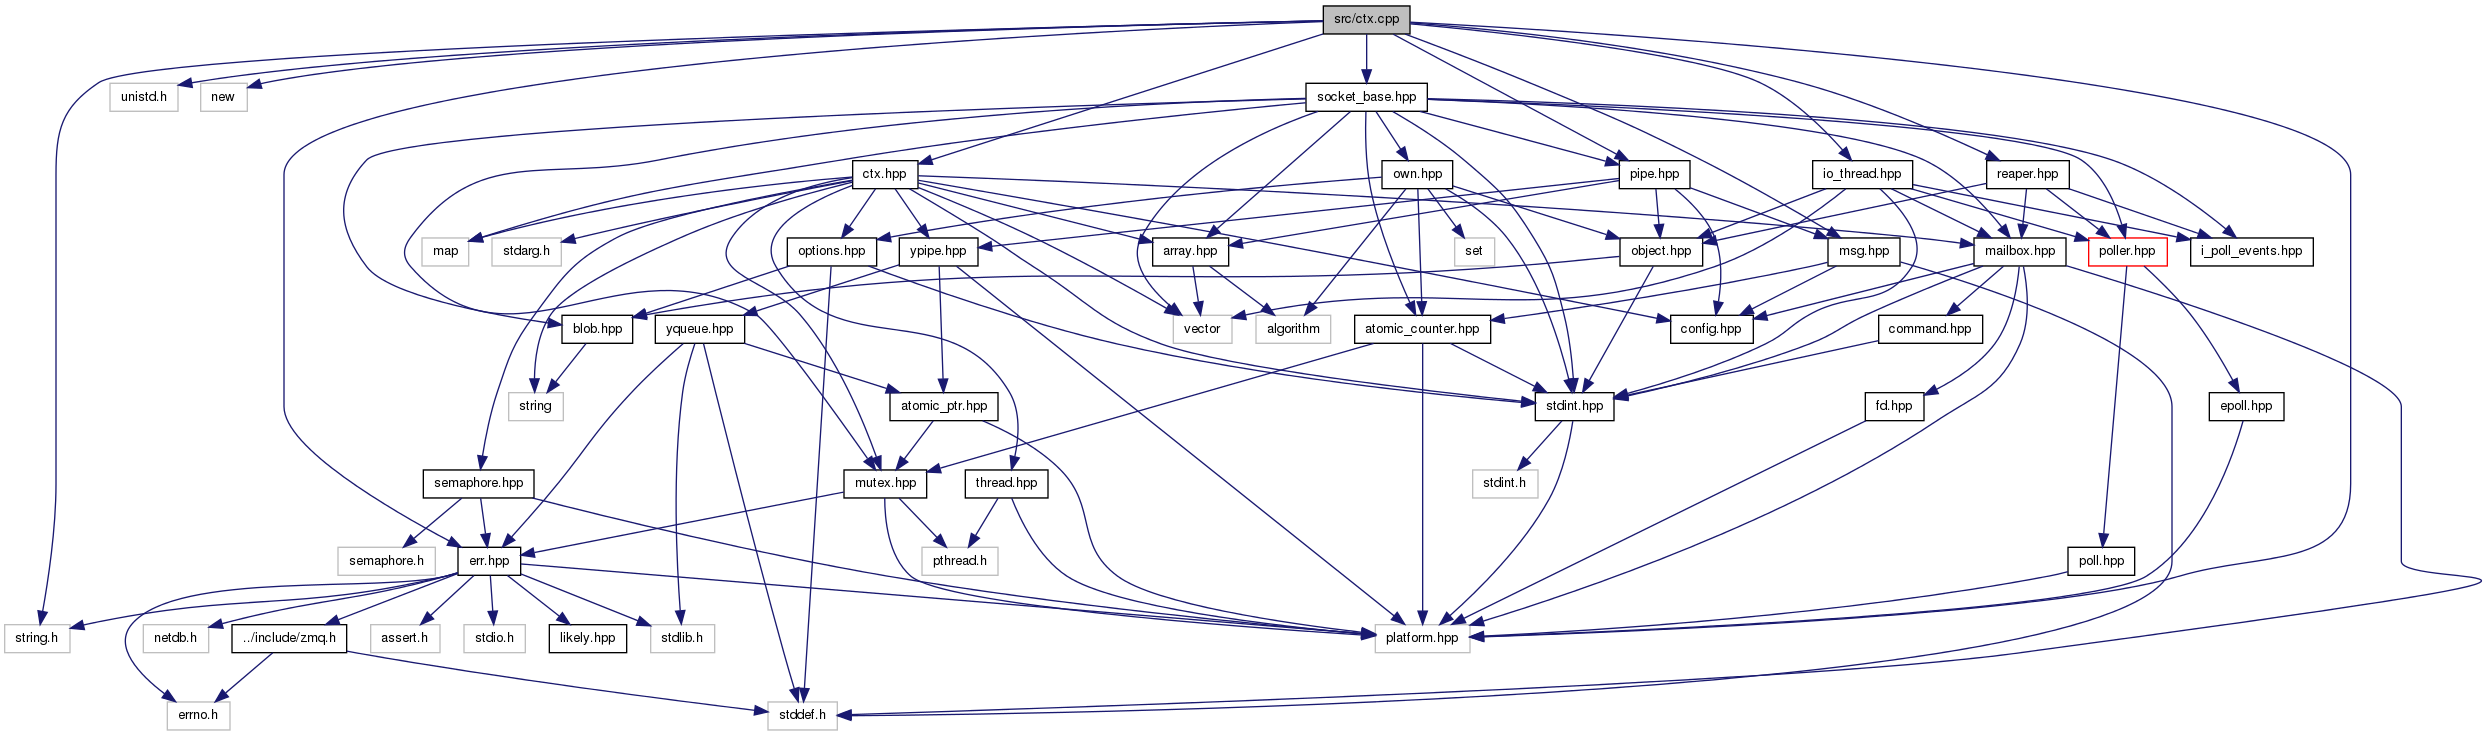 src/ctx.cpp
unistd.h
new
socket_base.hpp
ctx.hpp
own.hpp
pipe.hpp
io_thread.hpp
reaper.hpp
map
stdarg.h
options.hpp
ypipe.hpp
array.hpp
set
object.hpp
msg.hpp
mailbox.hpp
poller.hpp
i_poll_events.hpp
blob.hpp
yqueue.hpp
vector
algorithm
atomic_counter.hpp
config.hpp
command.hpp
string
atomic_ptr.hpp
stdint.hpp
fd.hpp
epoll.hpp
semaphore.hpp
mutex.hpp
thread.hpp
stdint.h
semaphore.h
err.hpp
pthread.h
poll.hpp
string.h
netdb.h
../include/zmq.h
assert.h
stdio.h
likely.hpp
stdlib.h
platform.hpp
errno.h
stddef.h